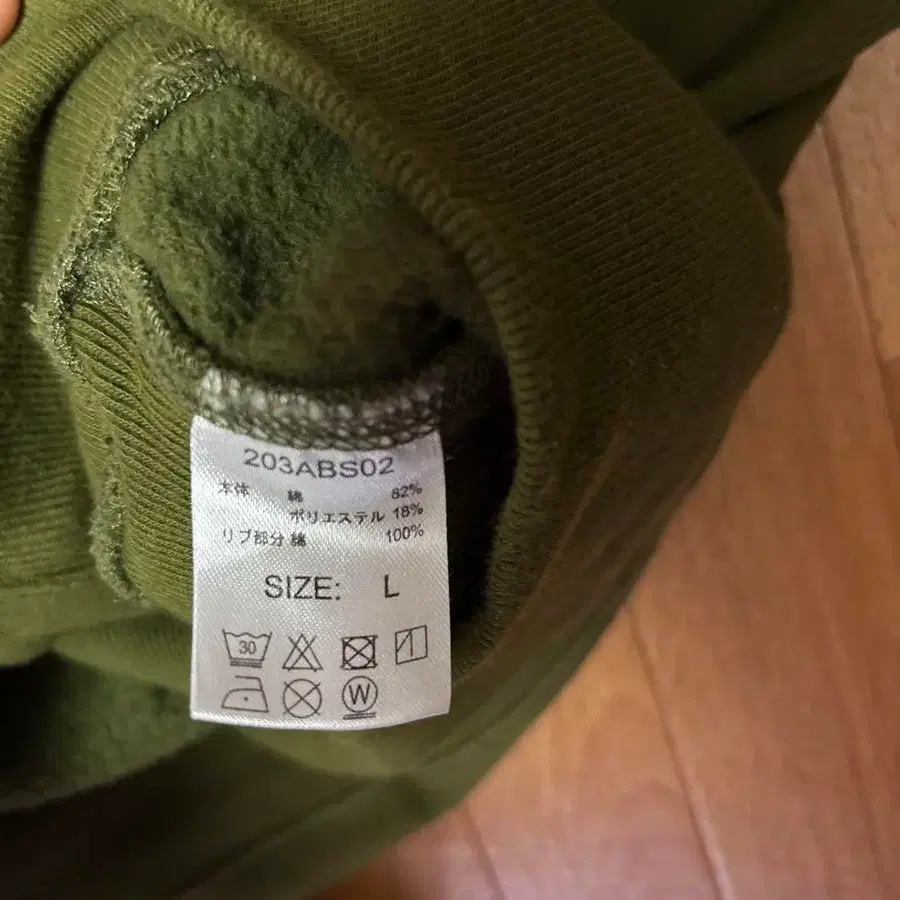 203ABS02
本体 綿 82%
ポリエステル 18%
リブ部分 綿 100%
SIZE: L
30
W